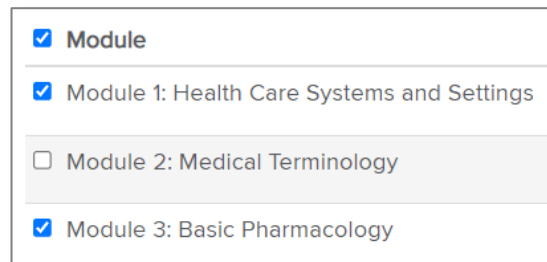 Module
Module 1: Health Care Systems and Settings
Module 2: Medical Terminology
Module 3: Basic Pharmacology